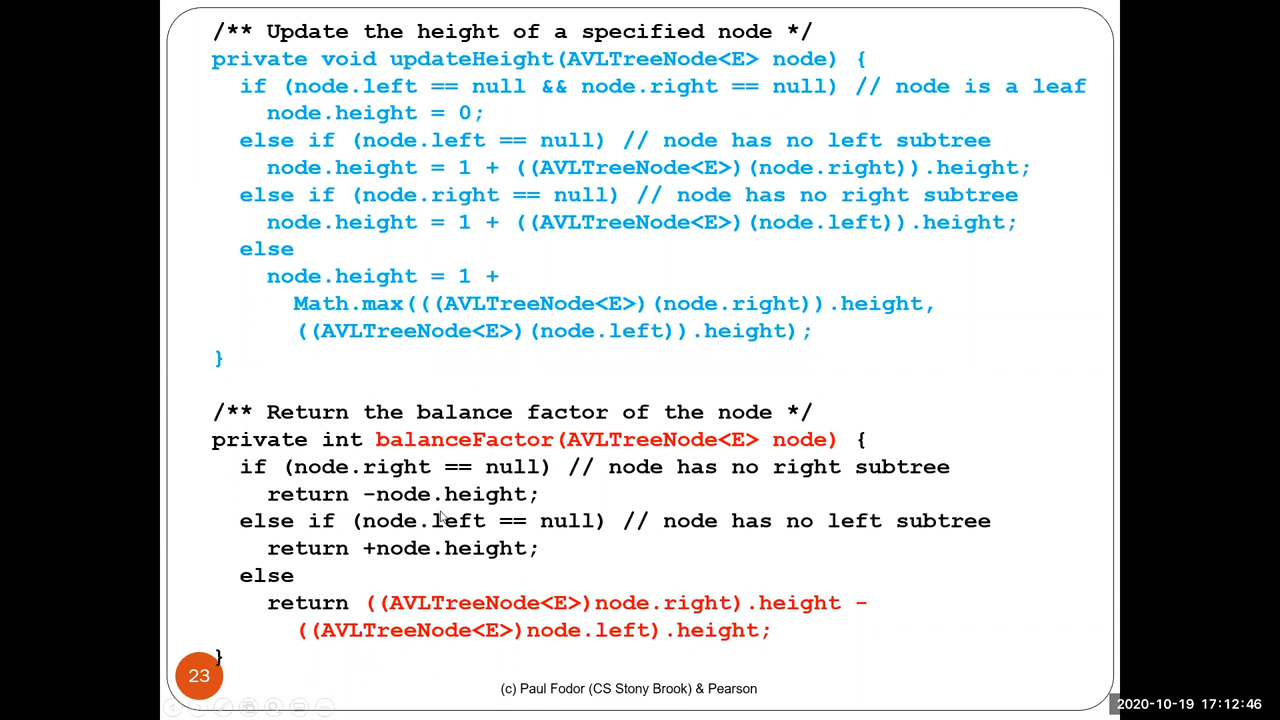 /** Update the height of a specified node */
private void updateHeight(AVLTreeNode<E> node) {
if (node.left == null && node.right == null) // node is a leaf
node.height = 0;
else if (node.left == null) // node has no left subtree
node.height = 1 + ((AVLTreeNode<E>)(node.right)).height;
else if (node.right == null) // node has no right subtree
node.height = 1 + ((AVLTreeNode<E>)(node.left)).height;
else
node.height = 1 +
Math.max(((AVLTreeNode<E>)(node.right)).height,
((AVLTreeNode<E>)(node.left)).height);
}
/** Return the balance factor of the node */
private int balanceFactor(AVLTreeNode<E> node) {
if (node.right == null) // node has no right subtree
return -node.height;
else if (node.left == null) // node has no left subtree
return +node.height;
else
return ((AVLTreeNode<E>)node.right).height -
((AVLTreeNode<E>)node.left).height;
}
23
(c) Paul Fodor (CS Stony Brook) & Pearson
2020-10-19 17:12:46